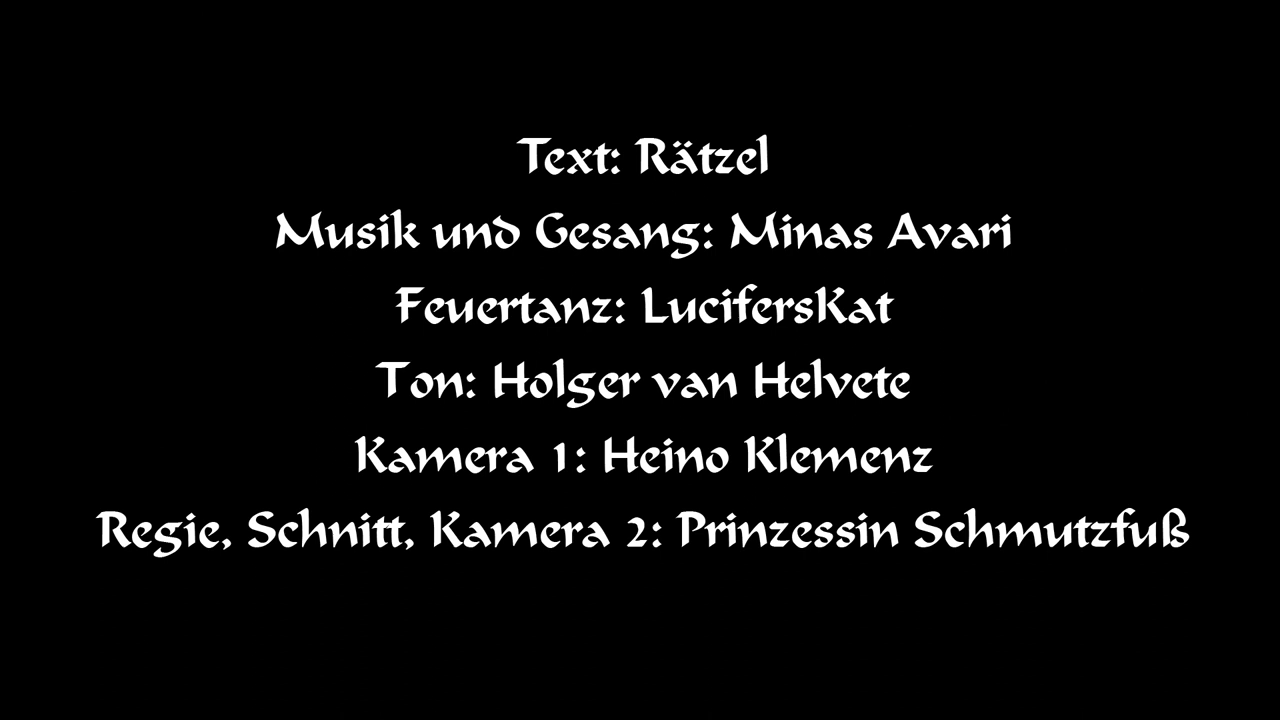 Text: Rätzel
Musik und Gesang: Minas Avari
Feuertanz: LucifersKat
Ton: Holger van Helvete
Kamera 1: Heino Klemenz
Regie, Schnitt, Kamera 2: Prinzessin Schmutzfuß